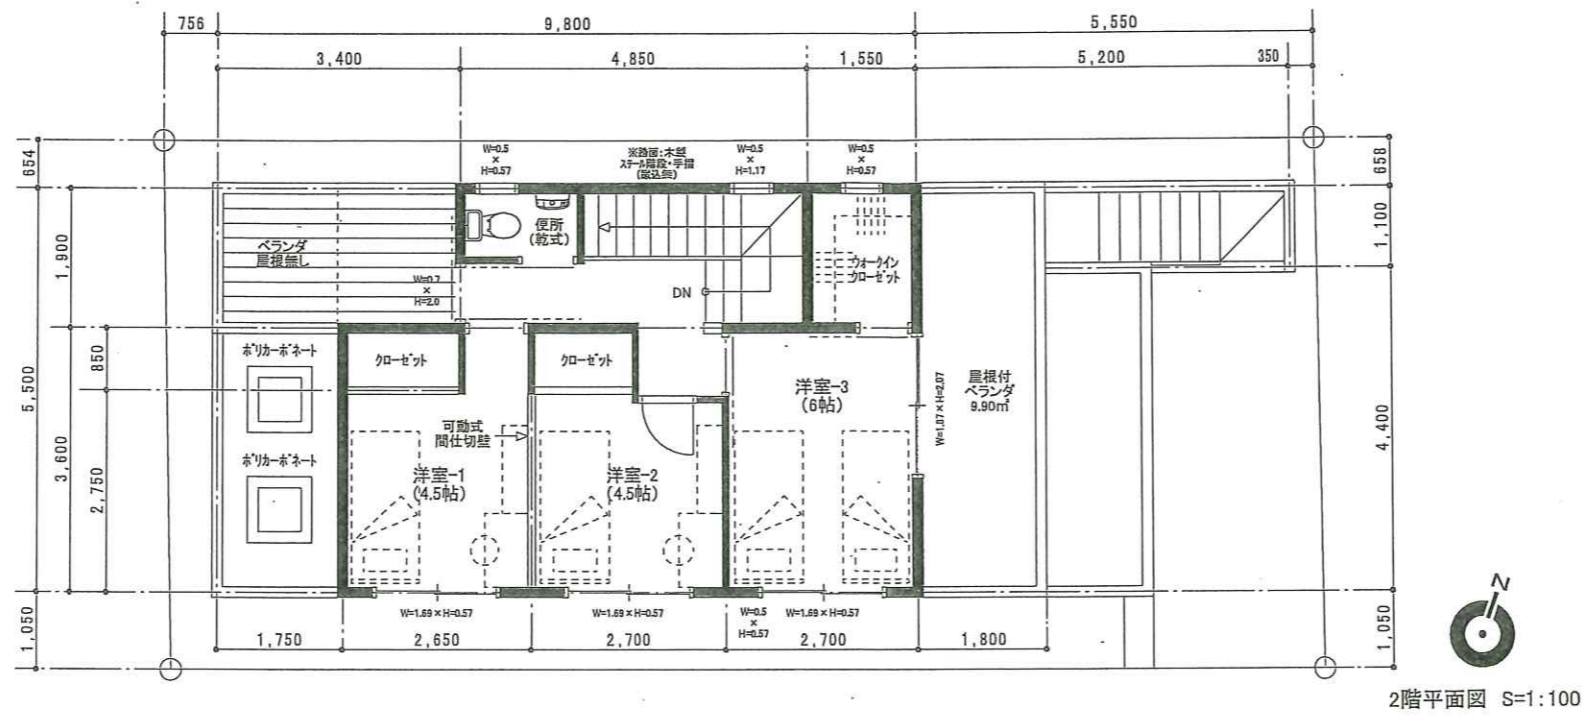 756
9,800
5,550
3,400
4,850
1,550
5,200
350
654
W=0.5
×
H=0.57
スチール階段・手摺
W=0.5
×
H=1.17
W=0.5
×
H=0.57
658
1,900
ベランダ
屋根無し
便所
(乾式)
ウォークイン
クローゼット
1,100
W=0.7
×
H=2.0
DN
5,500
850
ポリカーボネート
クローゼット
クローゼット
洋室-3
(6帖)
W=1.07×H=2.07
屋根付
ベランダ
9.90㎡
3,600
可動式
間仕切壁
4,400
ポリカーボネート
2,750
洋室-1
(4.5帖)
洋室-2
(4.5帖)
N
1,050
W=1.69×H=0.57
W=1.69×H=0.57
W=0.5
×
H=0.57
W=1.69×H=0.57
1,050
1,750
2,650
2,700
2,700
1,800
2階平面図 S=1:100